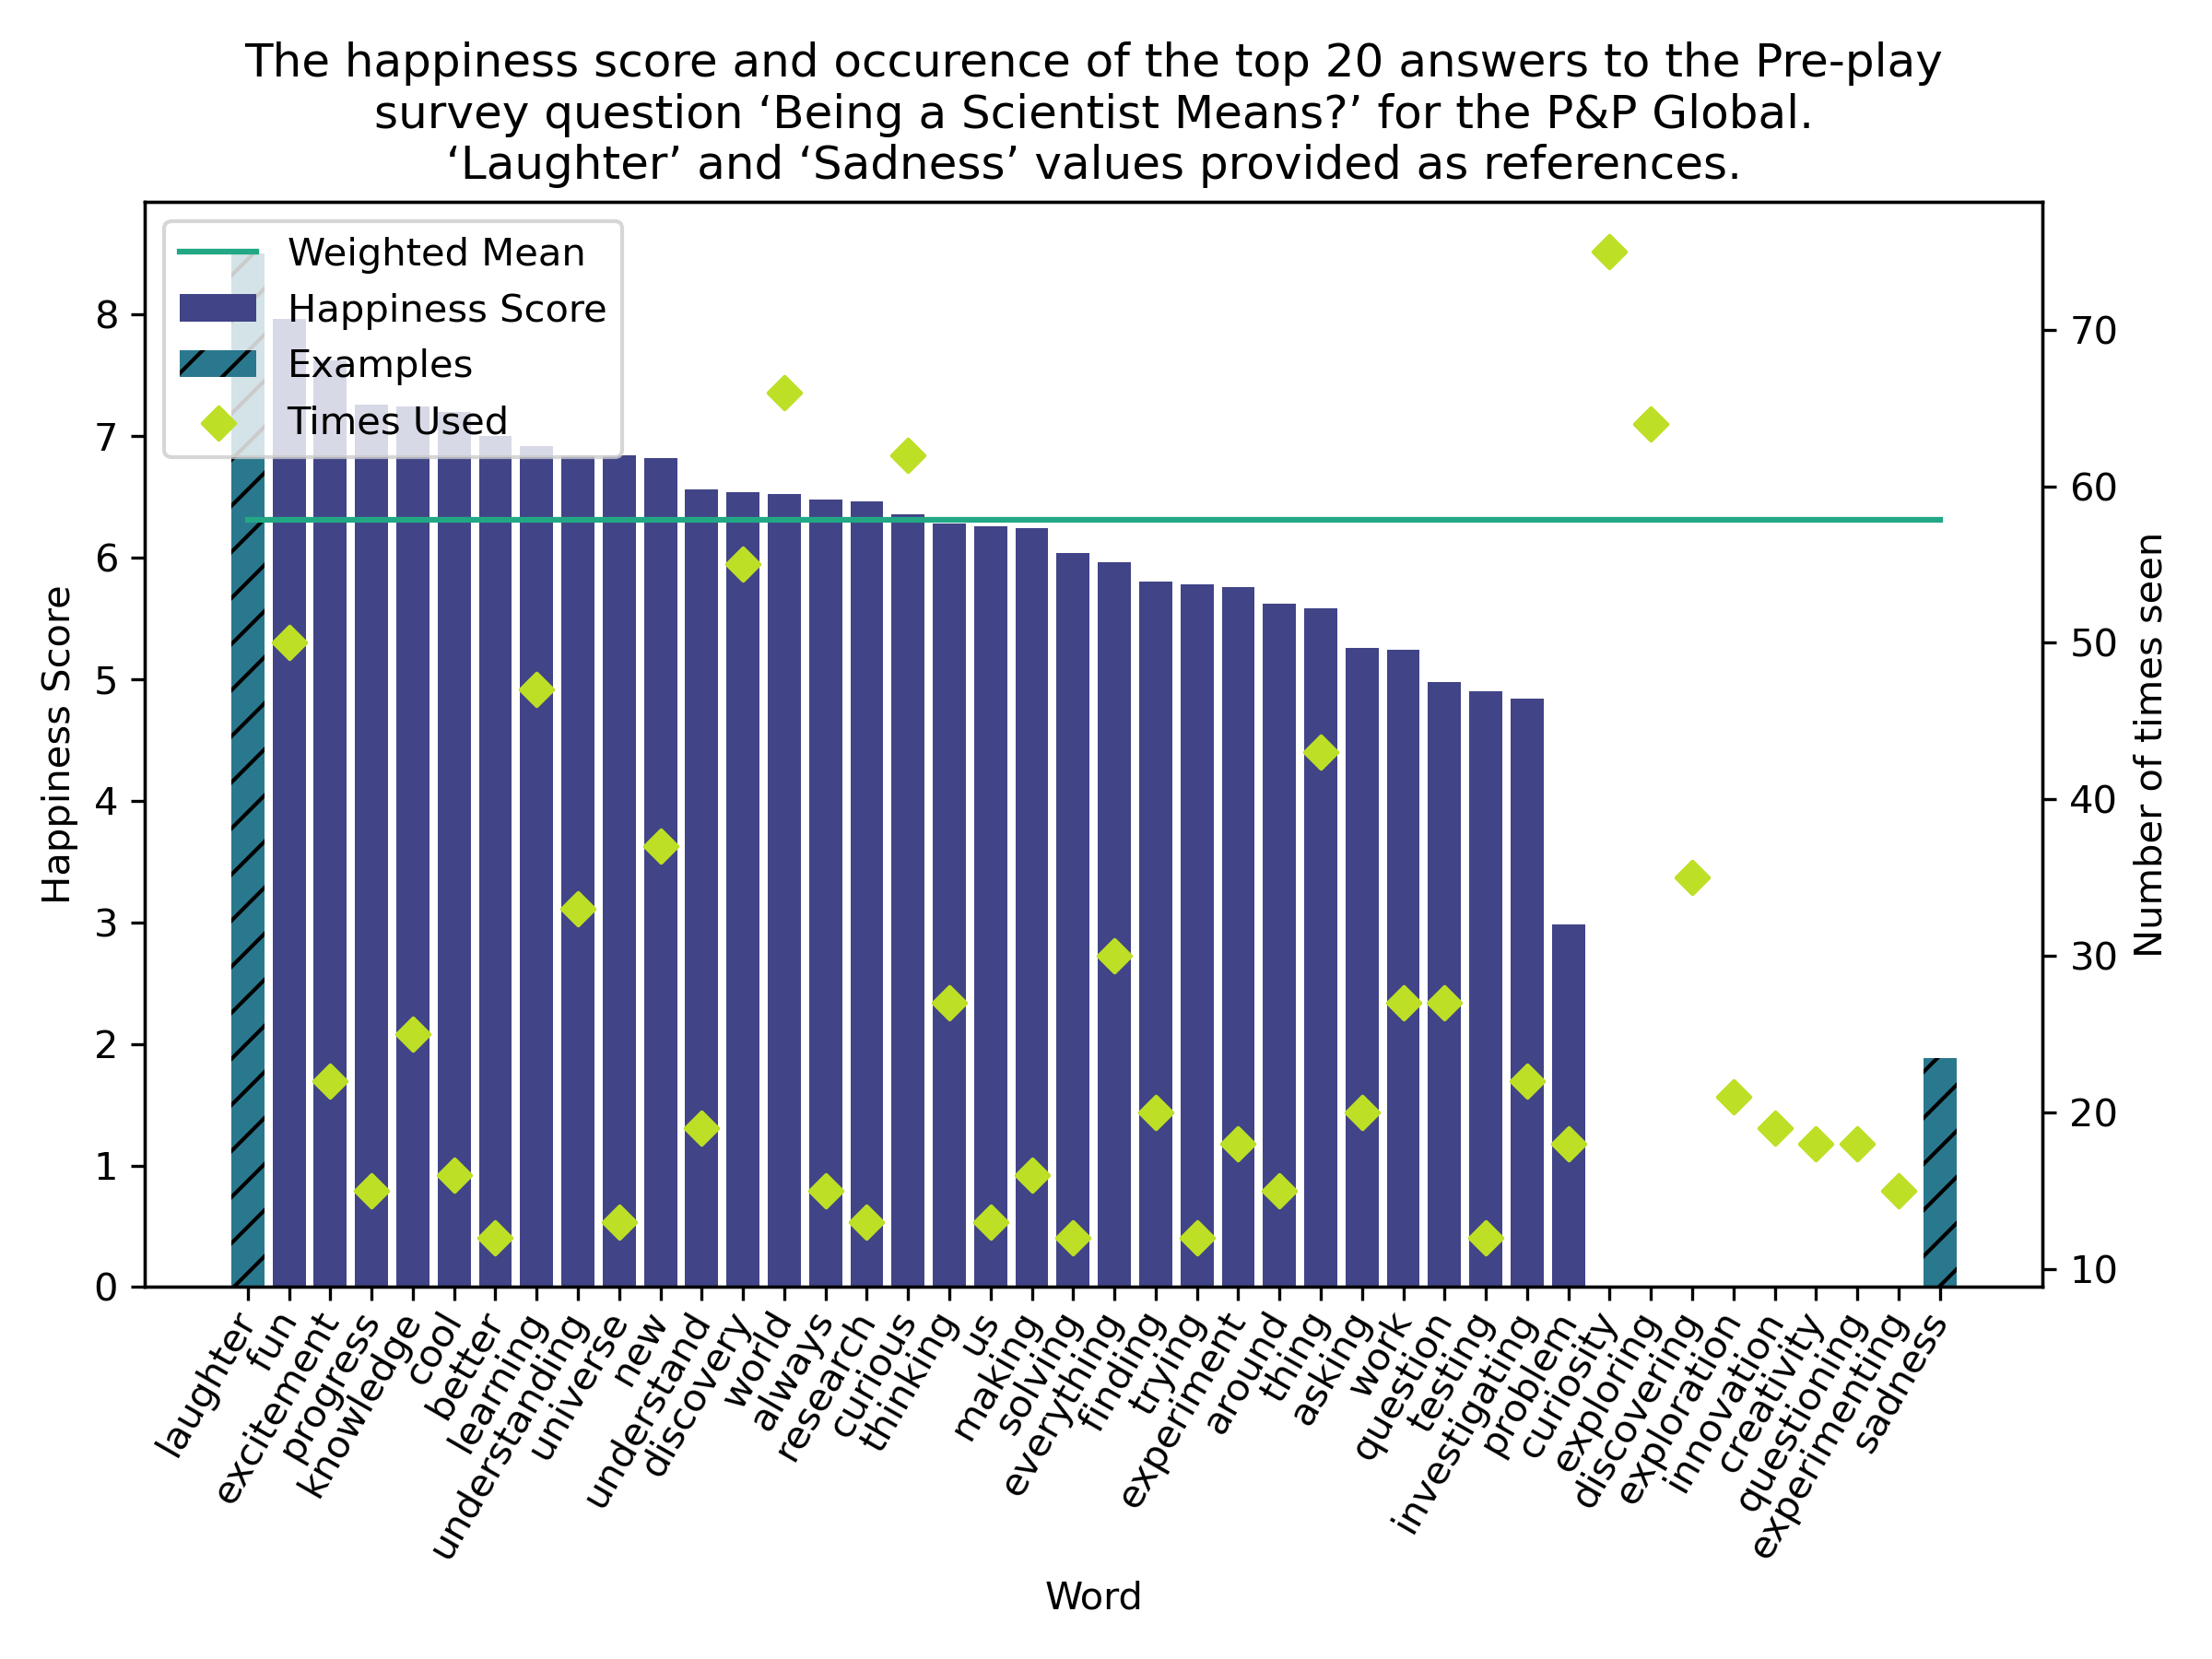 The happiness score and occurence of the top 20 answers to the Pre-play
survey question ‘Being a Scientist Means?’ for the P&P Global.
‘Laughter’ and ‘Sadness’ values provided as references.
Weighted Mean
Happiness Score
Examples
Times Used
Happiness Score
8
7
6
5
4
3
2
1
0
70
60
50
40
30
20
10
Number of times seen
laughter
fun
excitement
progress
knowledge
cool
better
learning
understanding
universe
new
understand
discovery
world
always
research
curious
thinking
us
making
solving
everything
finding
trying
experiment
around
thing
asking
work
question
testing
investigating
problem
curiosity
exploring
discovering
exploration
innovation
creativity
questioning
experimenting
sadness
Word